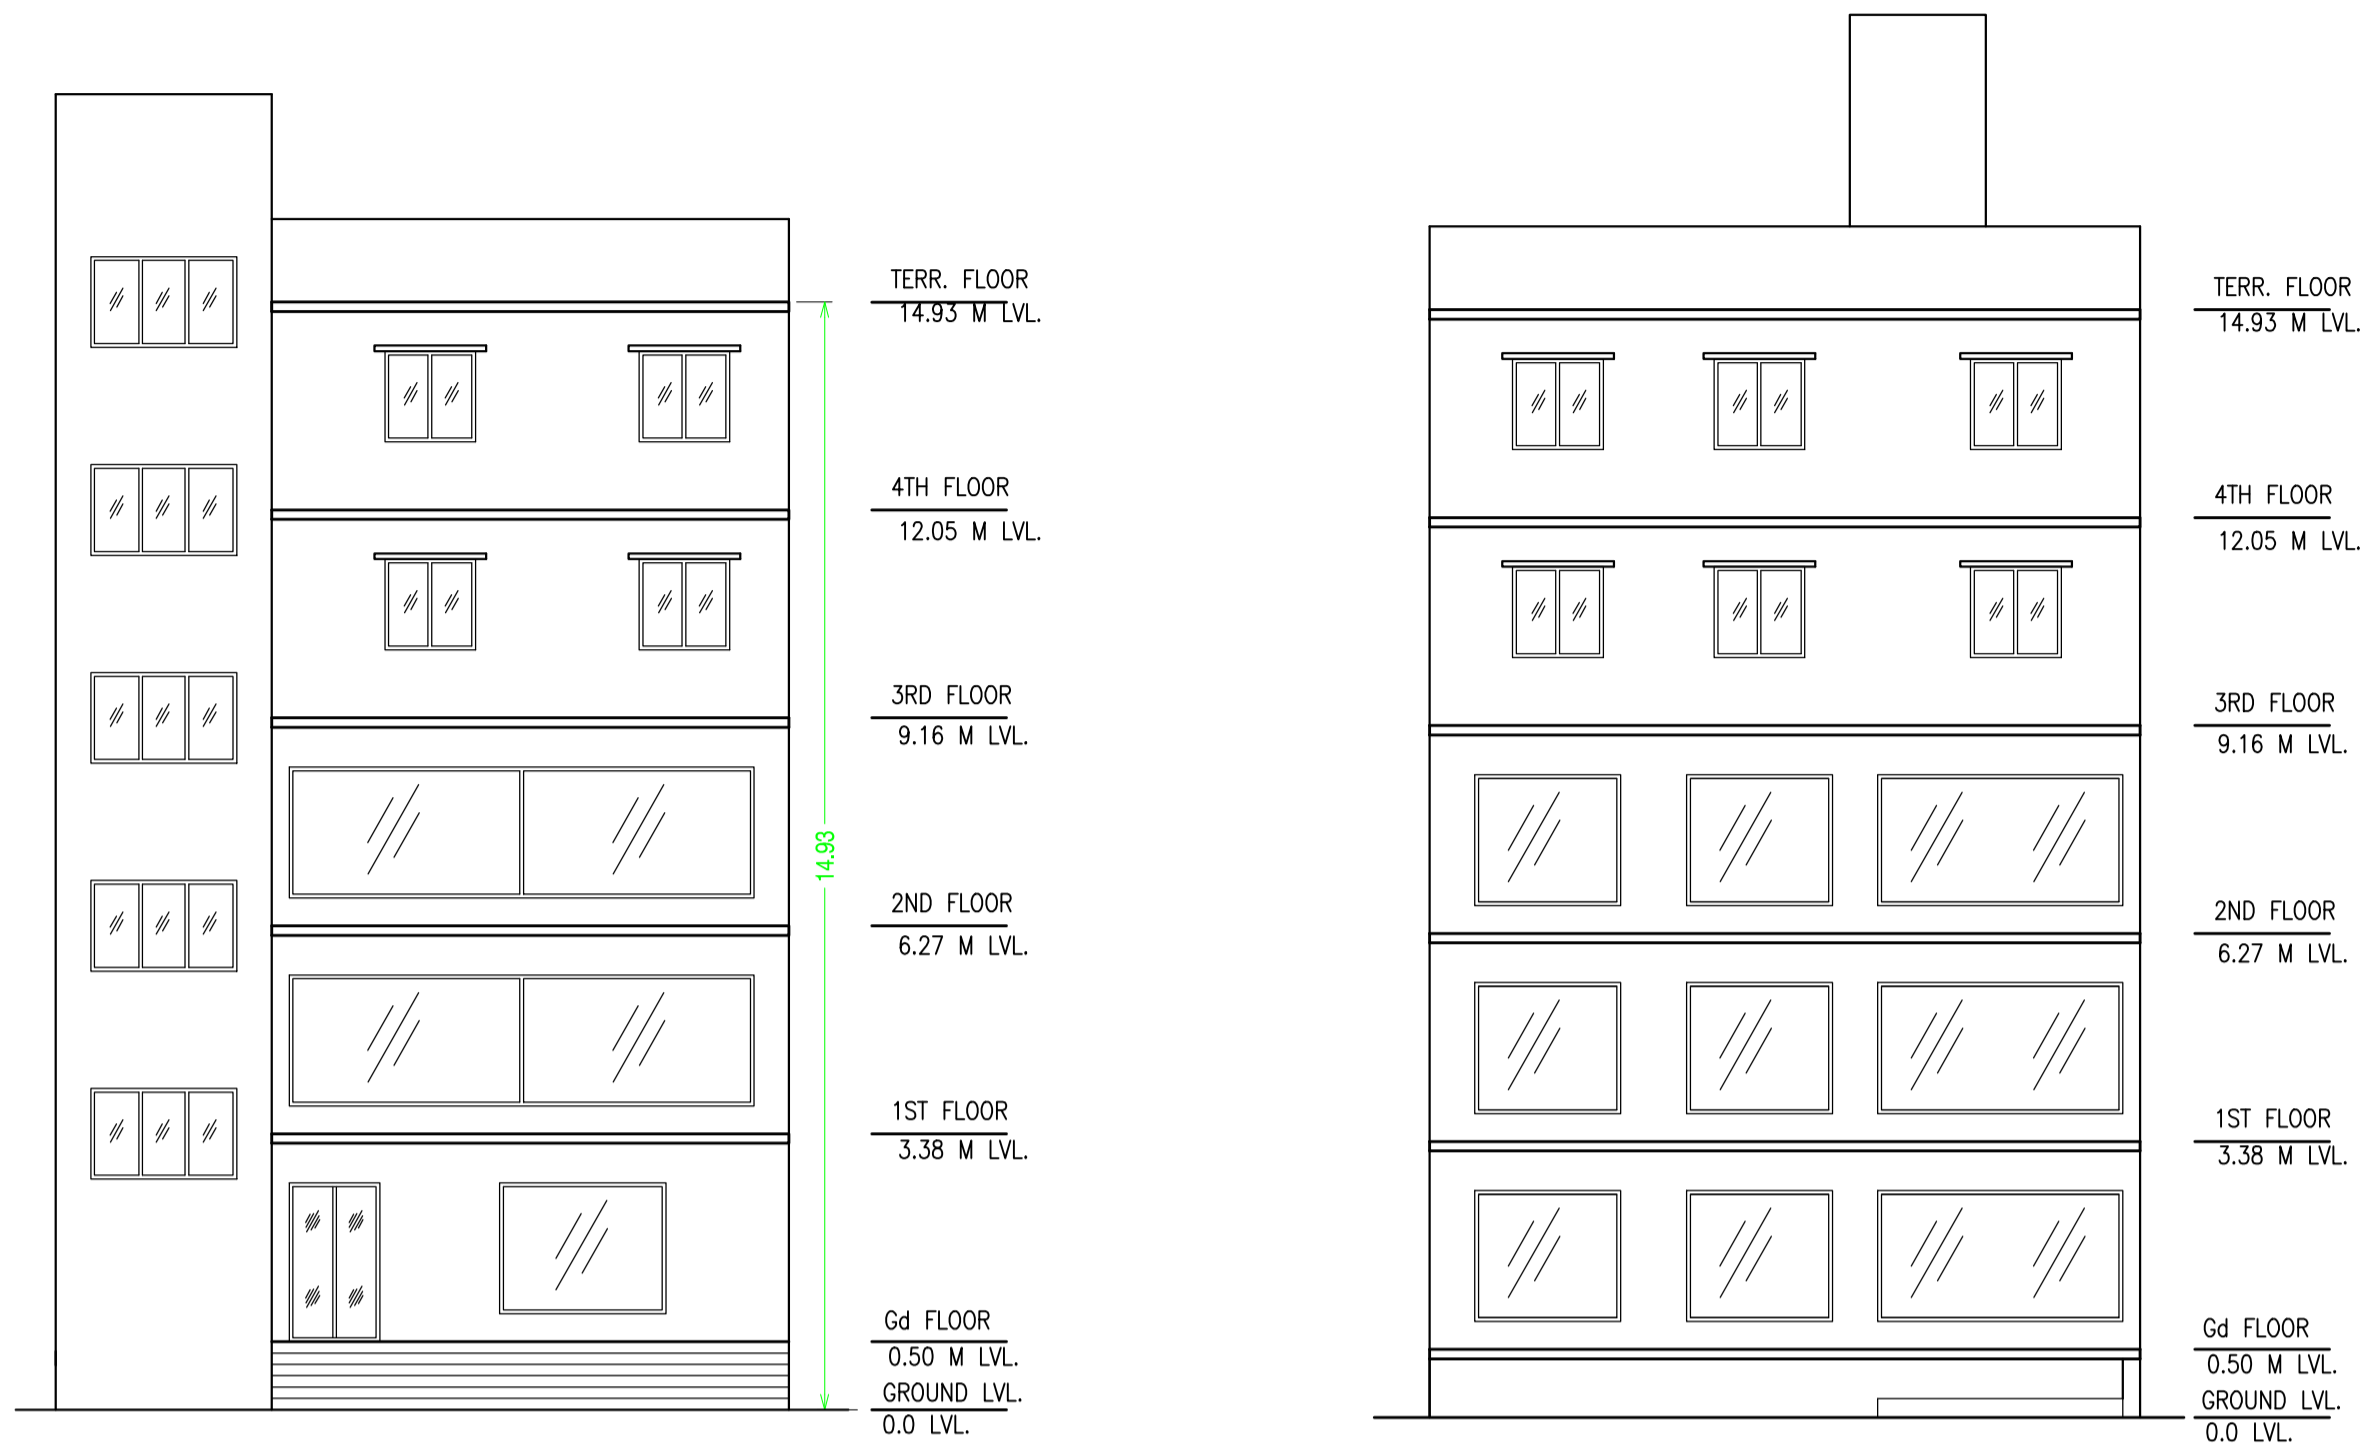 TERR. FLOOR
14.93 M LVL.
4TH FLOOR
12.05 M LVL.
3RD FLOOR
9.16 M LVL.
14.93
2ND FLOOR
6.27 M LVL.
1ST FLOOR
3.38 M LVL.
Gd FLOOR
0.50 M LVL.
GROUND LVL.
0.0 LVL.
TERR. FLOOR
14.93 M LVL.
4TH FLOOR
12.05 M LVL.
3RD FLOOR
9.16 M LVL.
2ND FLOOR
6.27 M LVL.
1ST FLOOR
3.38 M LVL.
Gd FLOOR
0.50 M LVL.
GROUND LVL.
0.0 LVL.